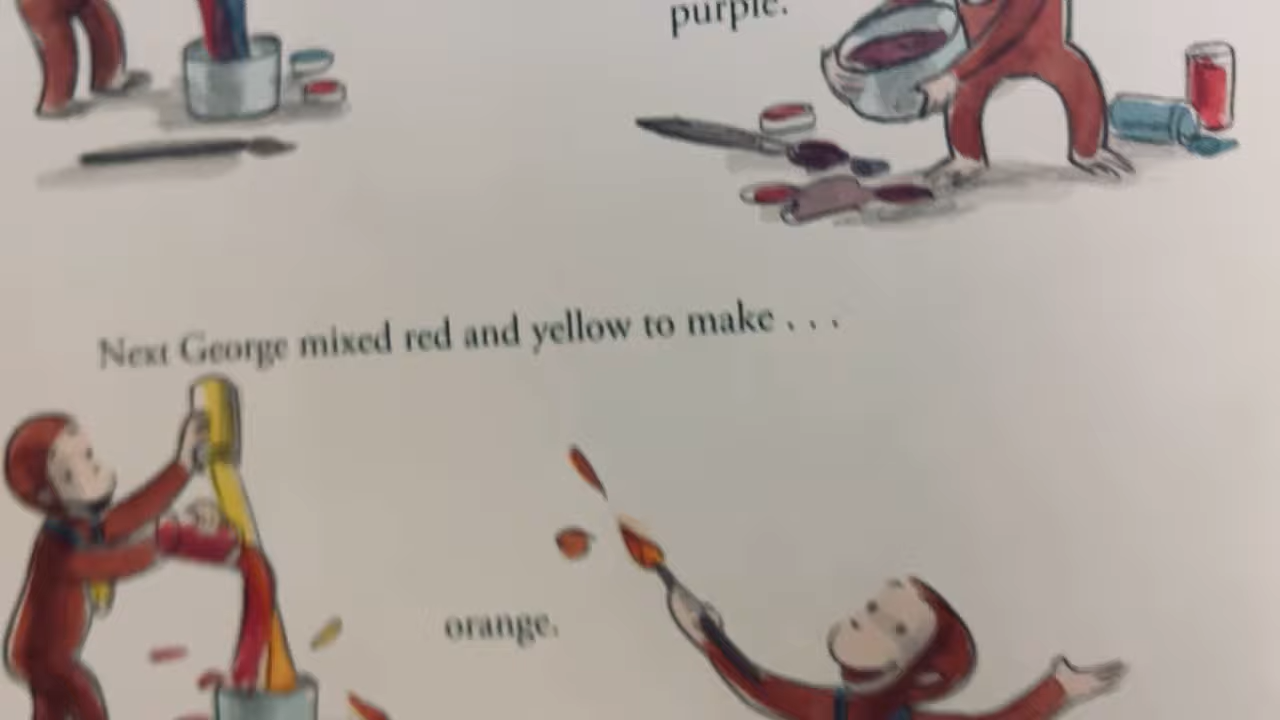 purple.
Next George mixed red and yellow to make . . .
orange.